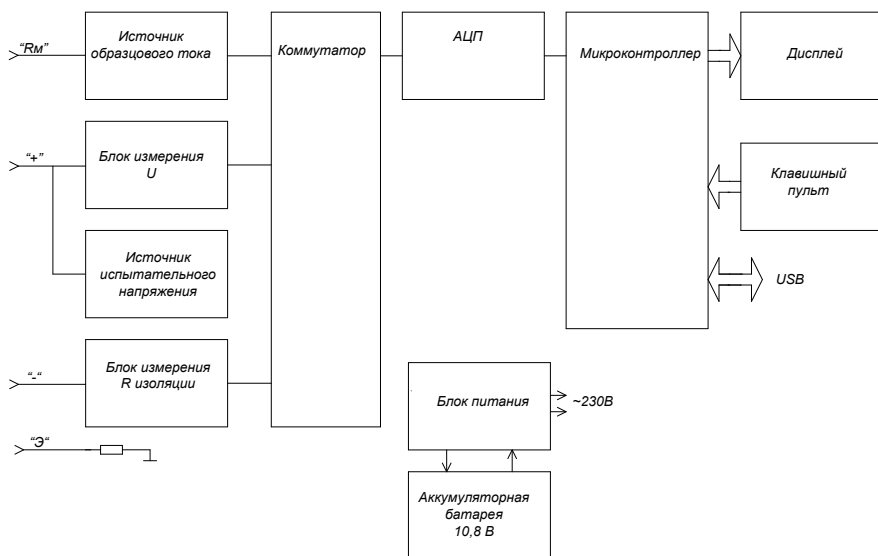 “Rм”
Источник
образцового тока
Коммутатор
АЦП
Микроконтроллер
Дисплей
“+”
Блок измерения
U
Клавишный
пульт
Источник
испытательного
напряжения
USB
“-“
Блок измерения
R изоляции
Блок питания
~230В
“Э“
Аккумуляторная
батарея
10,8 В